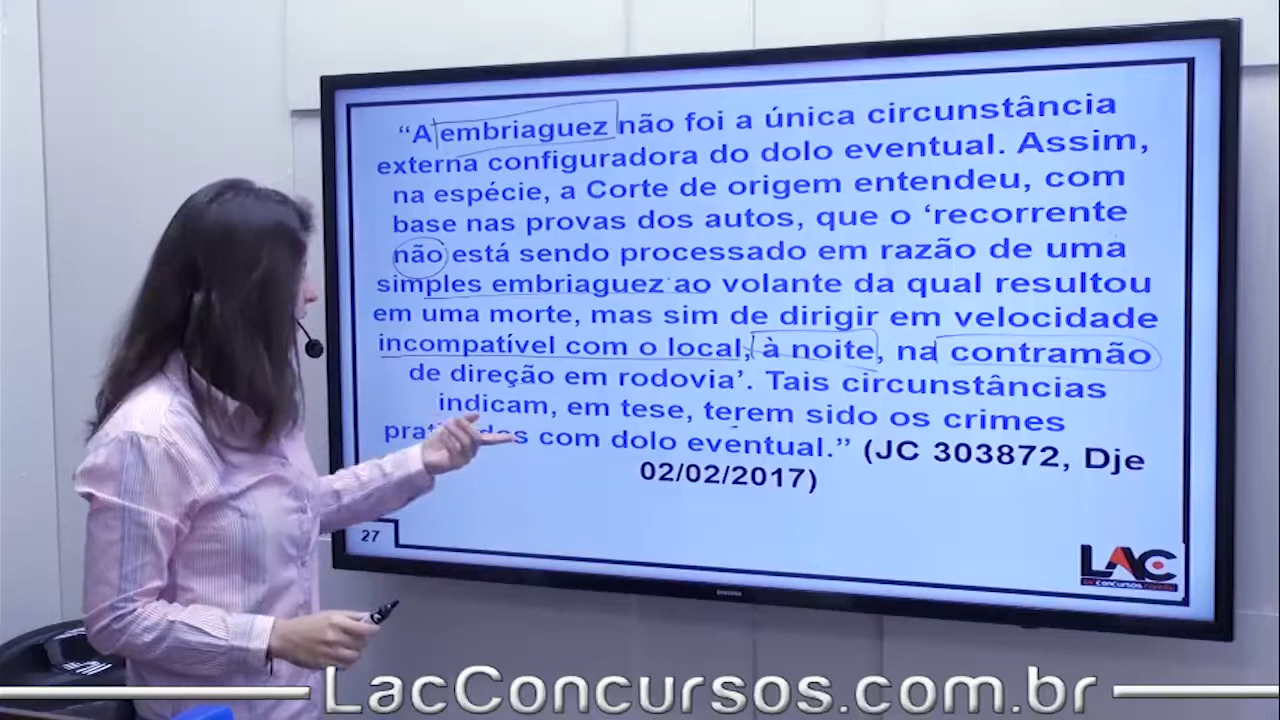 “A embriaguez não foi a única circunstância
externa configuradora do dolo eventual. Assim,
na espécie, a Corte de origem entendeu, com
base nas provas dos autos, que o ‘recorrente
não está sendo processado em razão de uma
simples embriaguez ao volante da qual resultou
em uma morte, mas sim de dirigir em velocidade
incompatível com o local, à noite, na contramão
de direção em rodovia’. Tais circunstâncias
indicam, em tese, terem sido os crimes
com dolo eventual.” (JC 303872, Dje
02/02/2017)
27
LAC
CONCURSOS
SAMSUNG
LacConcursos.com.br